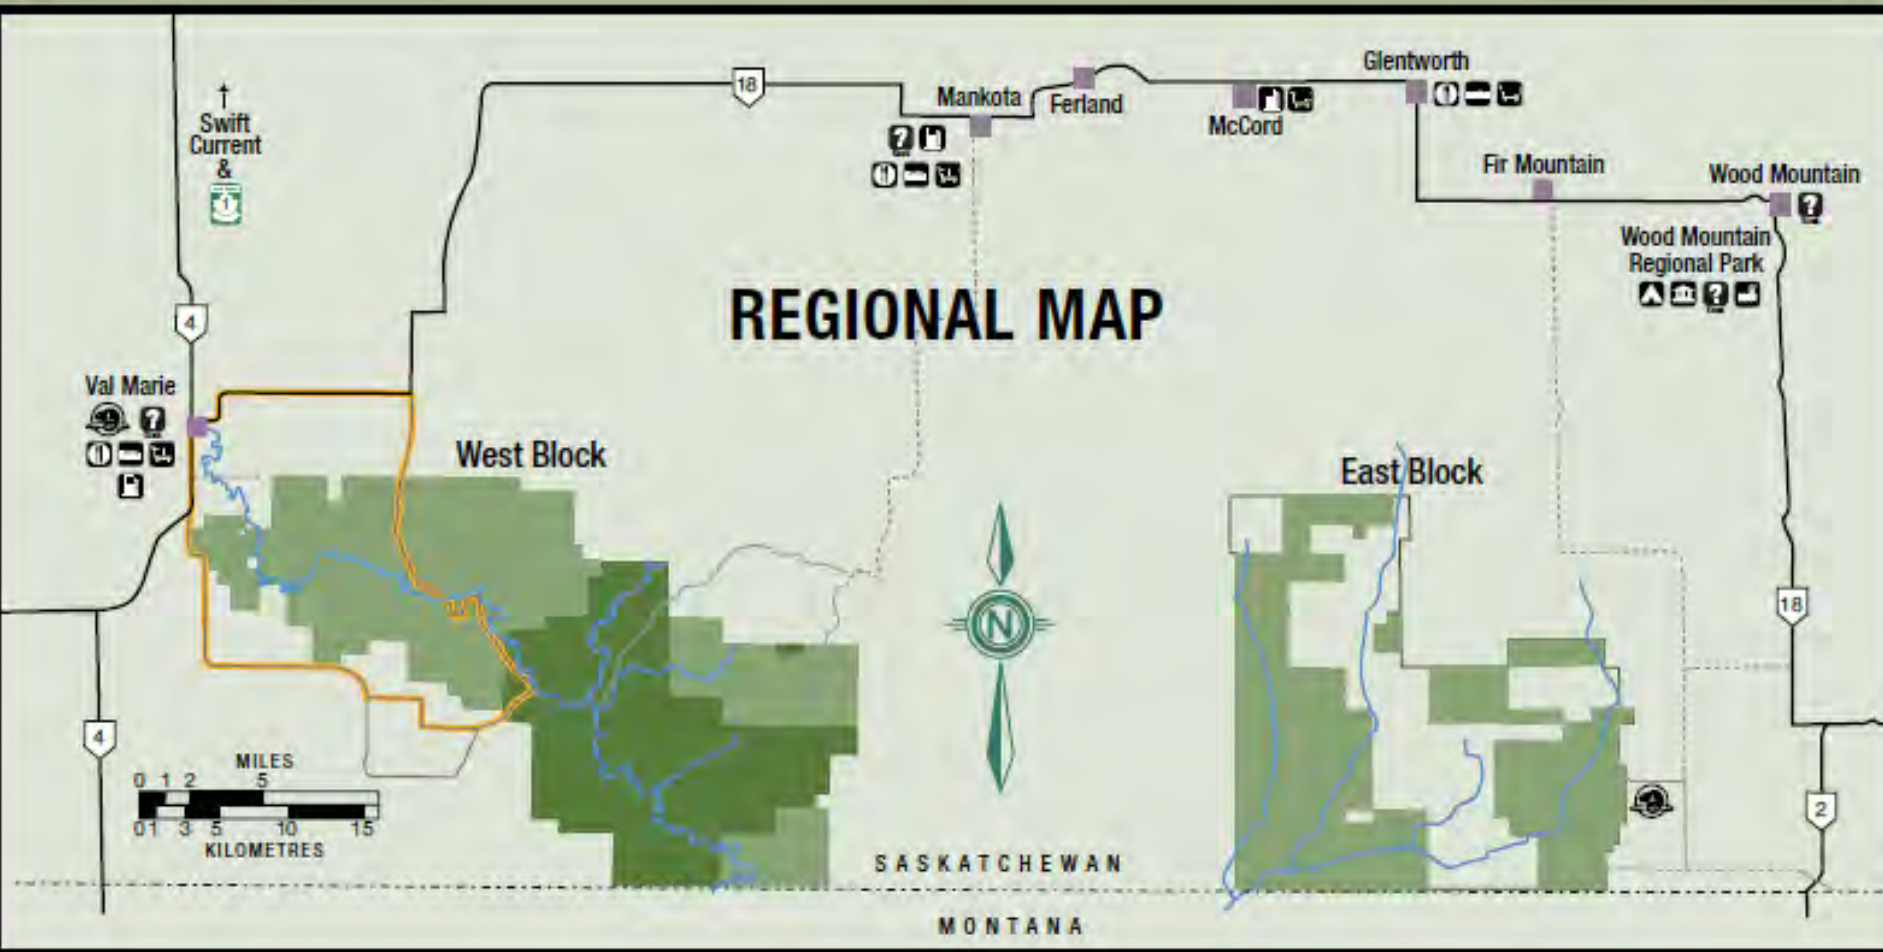 Swift
Current
&
1
18
Mankota
Ferland
McCord
Glentworth
Fir Mountain
Wood Mountain
Wood Mountain
Regional Park
REGIONAL MAP
4
Val Marie
West Block
East Block
N
18
4
2
MILES
0 1 2 5
01 3 5 10 15
KILOMETRES
SASKATCHEWAN
MONTANA